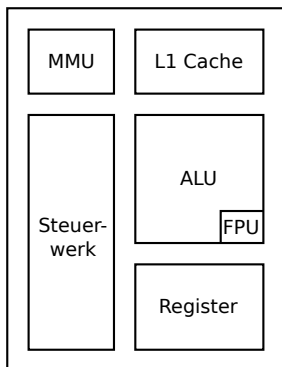 MMU
L1 Cache
ALU
FPU
Steuer-
werk
Register